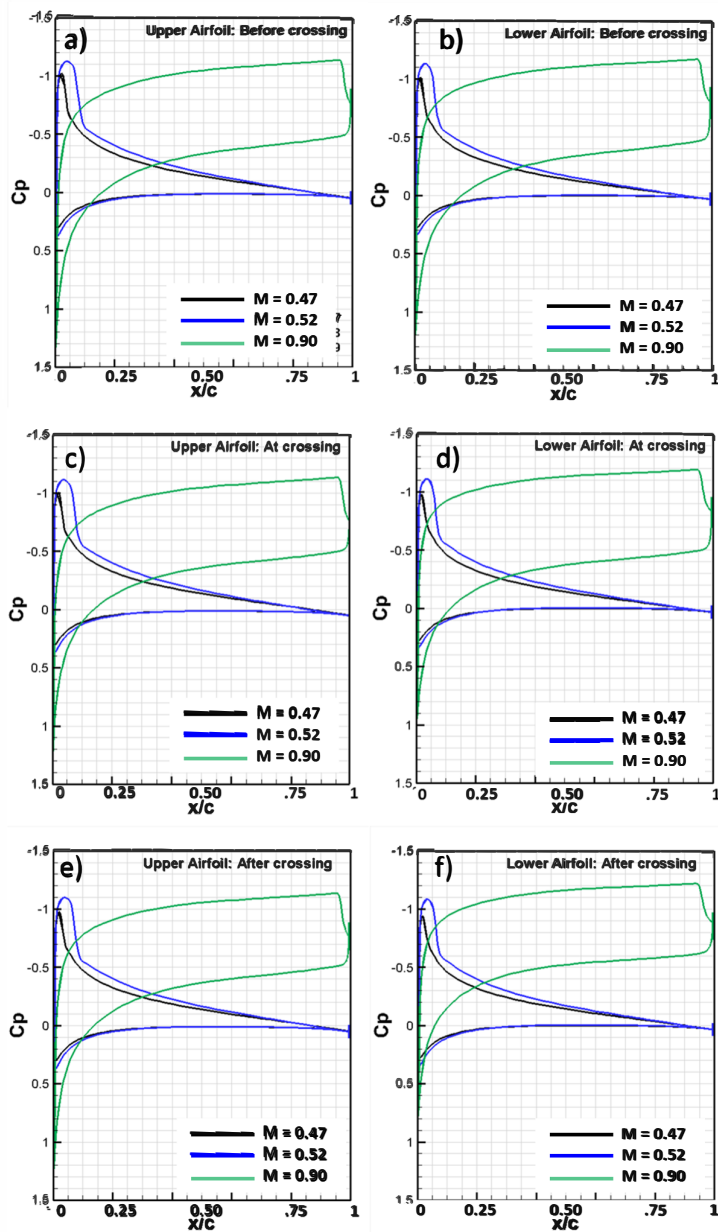 a)
Upper Airfoil: Before crossing
-1.5
-1
-0.5
0
0.5
1
1.5
Cp
M = 0.47
M = 0.52
M = 0.90
0 0.25 0.50 .75 1
x/c
b)
Lower Airfoil: Before crossing
-1.5
-1
-0.5
0
0.5
1
1.5
Cp
M = 0.47
M = 0.52
M = 0.90
0 0.25 0.50 .75 1
x/c
c)
Upper Airfoil: At crossing
-1.5
-1
-0.5
0
0.5
1
1.5
Cp
M = 0.47
M = 0.52
M = 0.90
0 0.25 0.50 .75 1
x/c
d)
Lower Airfoil: At crossing
-1.5
-1
-0.5
0
0.5
1
1.5
Cp
M = 0.47
M = 0.52
M = 0.90
0 0.25 0.50 .75 1
x/c
e)
Upper Airfoil: After crossing
-1.5
-1
-0.5
0
0.5
1
1.5
Cp
M = 0.47
M = 0.52
M = 0.90
0 0.25 0.50 .75 1
x/c
f)
Lower Airfoil: After crossing
-1.5
-1
-0.5
0
0.5
1
1.5
Cp
M = 0.47
M = 0.52
M = 0.90
0 0.25 0.50 .75 1
x/c